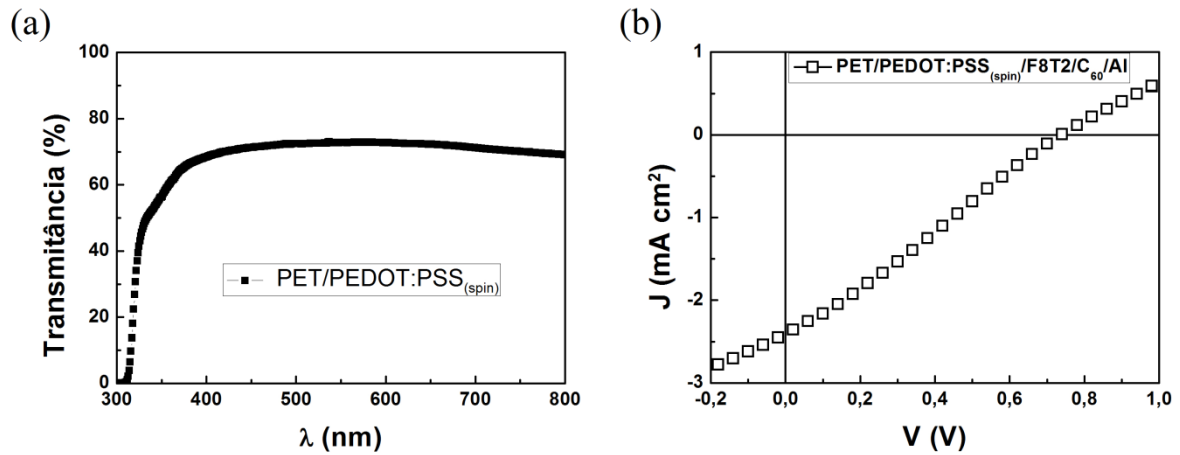 (a)
100
80
60
40
20
0
Transmitância (%)
PET/PEDOT:PSS(spin)
300 400 500 600 700 800
λ (nm)
(b)
1
0
-1
-2
-3
J (mA cm²)
PET/PEDOT:PSS(spin)/F8T2/C60/Al
-0,2 0,0 0,2 0,4 0,6 0,8 1,0
V (V)